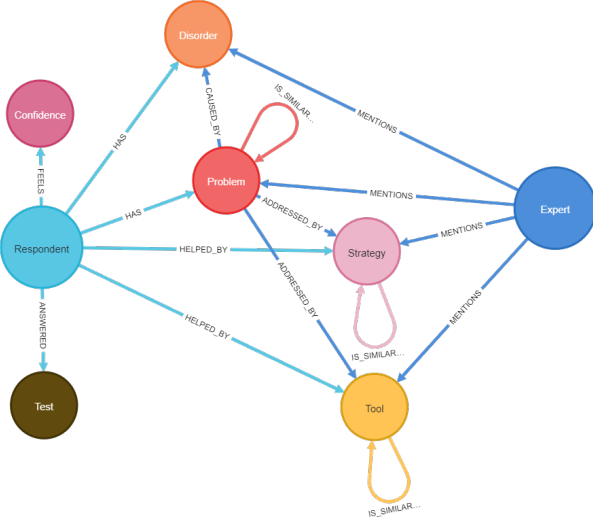 Disorder
IS_SIMILAR...
CAUSED_BY
Confidence
MENTIONS
HAS
FEELS
Problem
MENTIONS
ADDRESSED_BY
Expert
HAS
MENTIONS
Respondent
HELPED_BY
Strategy
ADDRESSED_BY
MENTIONS
ANSWERED
HELPED_BY
IS_SIMILAR...
Test
Tool
IS_SIMILAR...